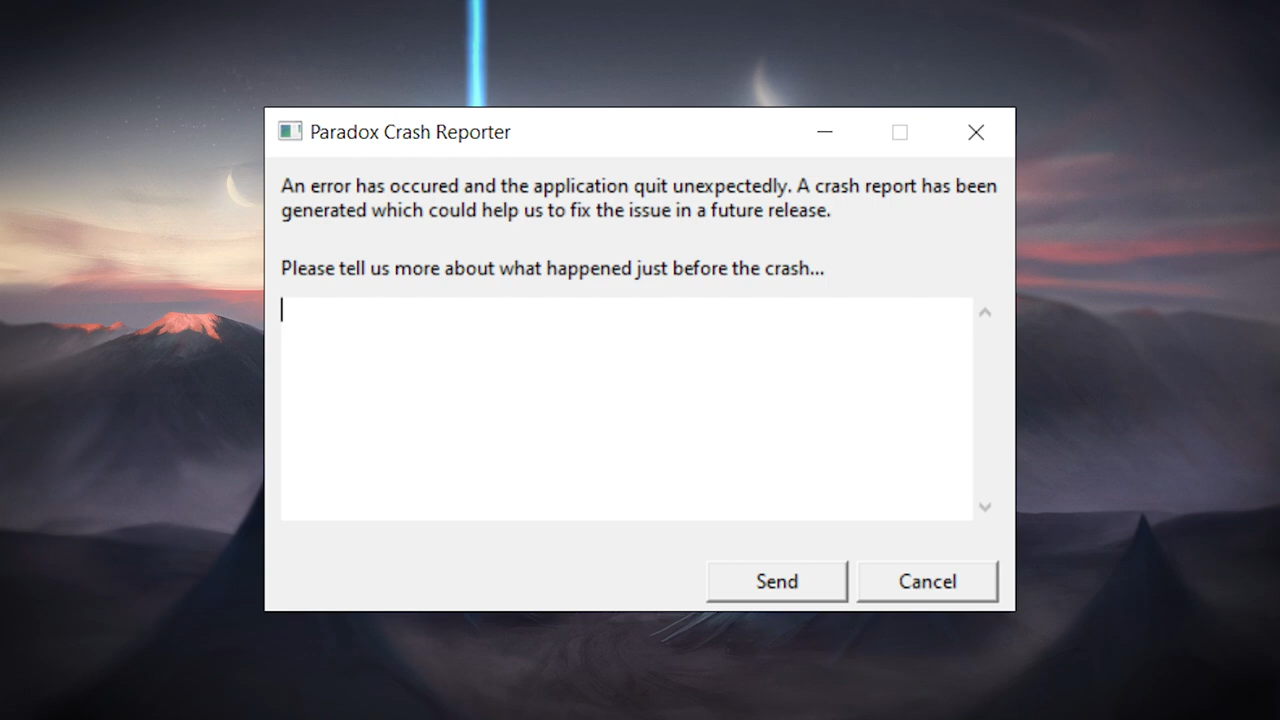 Paradox Crash Reporter
An error has occured and the application quit unexpectedly. A crash report has been
generated which could help us to fix the issue in a future release.
Please tell us more about what happened just before the crash...
Send Cancel